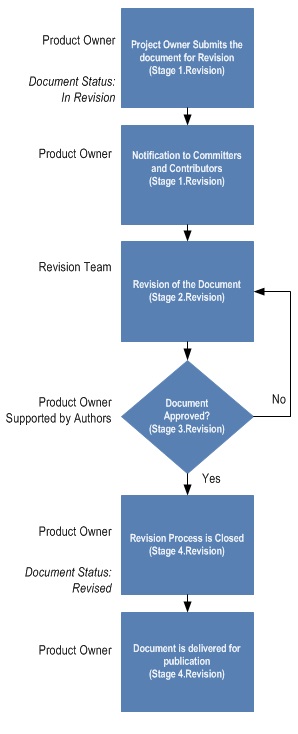 Product Owner
Project Owner Submits the
document for Revision
(Stage 1.Revision)
Document Status:
In Revision
Product Owner
Notification to Committers
and Contributors
(Stage 1.Revision)
Revision Team
Revision of the Document
(Stage 2.Revision)
Product Owner
Supported by Authors
Document
Approved?
(Stage 3.Revision)
No
Yes
Product Owner
Revision Process is Closed
(Stage 4.Revision)
Document Status:
Revised
Product Owner
Document is delivered for
publication
(Stage 4.Revision)